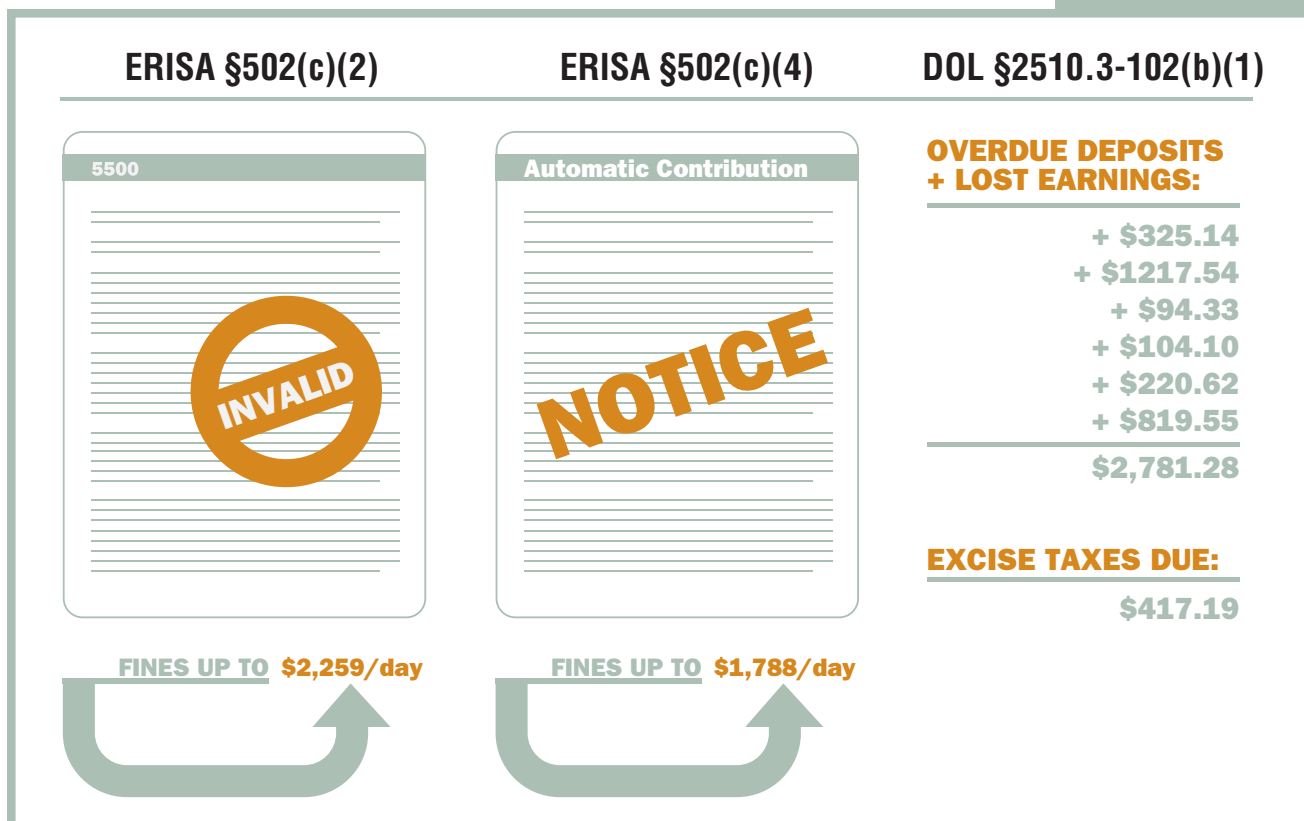 ERISA §502(c)(2)
5500
INVALID
FINES UP TO $2,259/day
ERISA §502(c)(4)
Automatic Contribution
NOTICE
FINES UP TO $1,788/day
DOL §2510.3-102(b)(1)
OVERDUE DEPOSITS
+ LOST EARNINGS:
+ $325.14
+ $1217.54
+ $94.33
+ $104.10
+ $220.62
+ $819.55
$2,781.28
EXCISE TAXES DUE:
$417.19